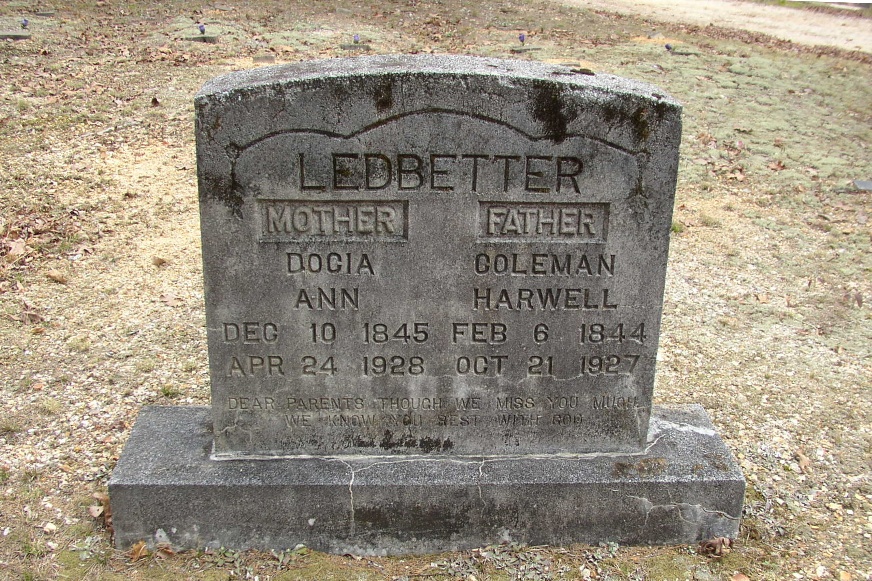 LEDBETTER
MOTHER FATHER
DOCIA COLEMAN
ANN HARWELL
DEC 10 1845 FEB 6 1844
APR 24 1928 OCT 21 1927
DEAR PARENTS THOUGH WE MISS YOU MUCH
WE KNOW YOU REST WITH GOD